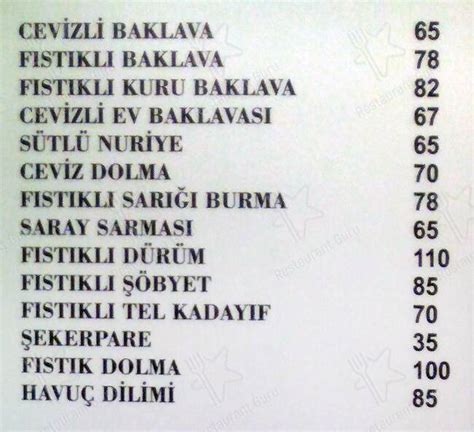 CEVİZLİ BAKLAVA 65
FISTIKLI BAKLAVA 78
FISTIKLI KURU BAKLAVA 82
CEVİZLİ EV BAKLAVASI 67
SÜTLÜ NURİYE 65
CEVİZ DOLMA 70
FISTIKLI SARIĞI BURMA 78
SARAY SARMASI 65
FISTIKLI DÜRÜM 110
FISTIKLI ŞÖBYET 85
FISTIKLI TEL KADAYIF 70
ŞEKERPARE 35
FISTIK DOLMA 100
HAVUÇ DİLİMİ 85
Restaurant Guru